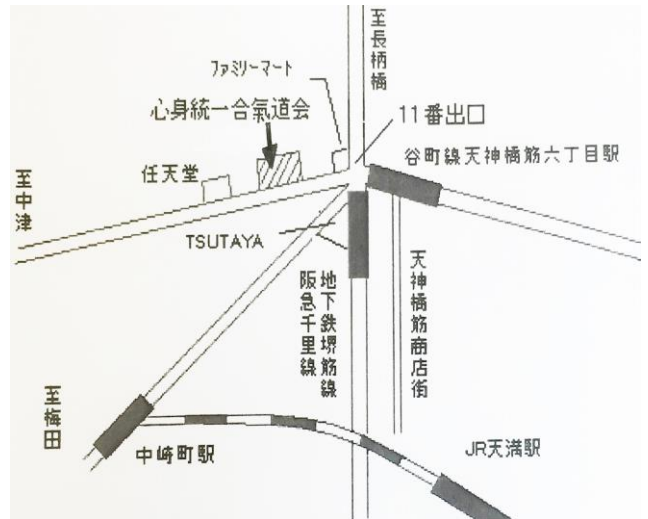 至長柄橋
ファミリーマート
心身統一合氣道会
11番出口
谷町線天神橋筋六丁目駅
任天堂
至中津
TSUTAYA
地下鉄堺筋線
阪急千里線
天神橋筋商店街
至梅田
中崎町駅
JR天満駅